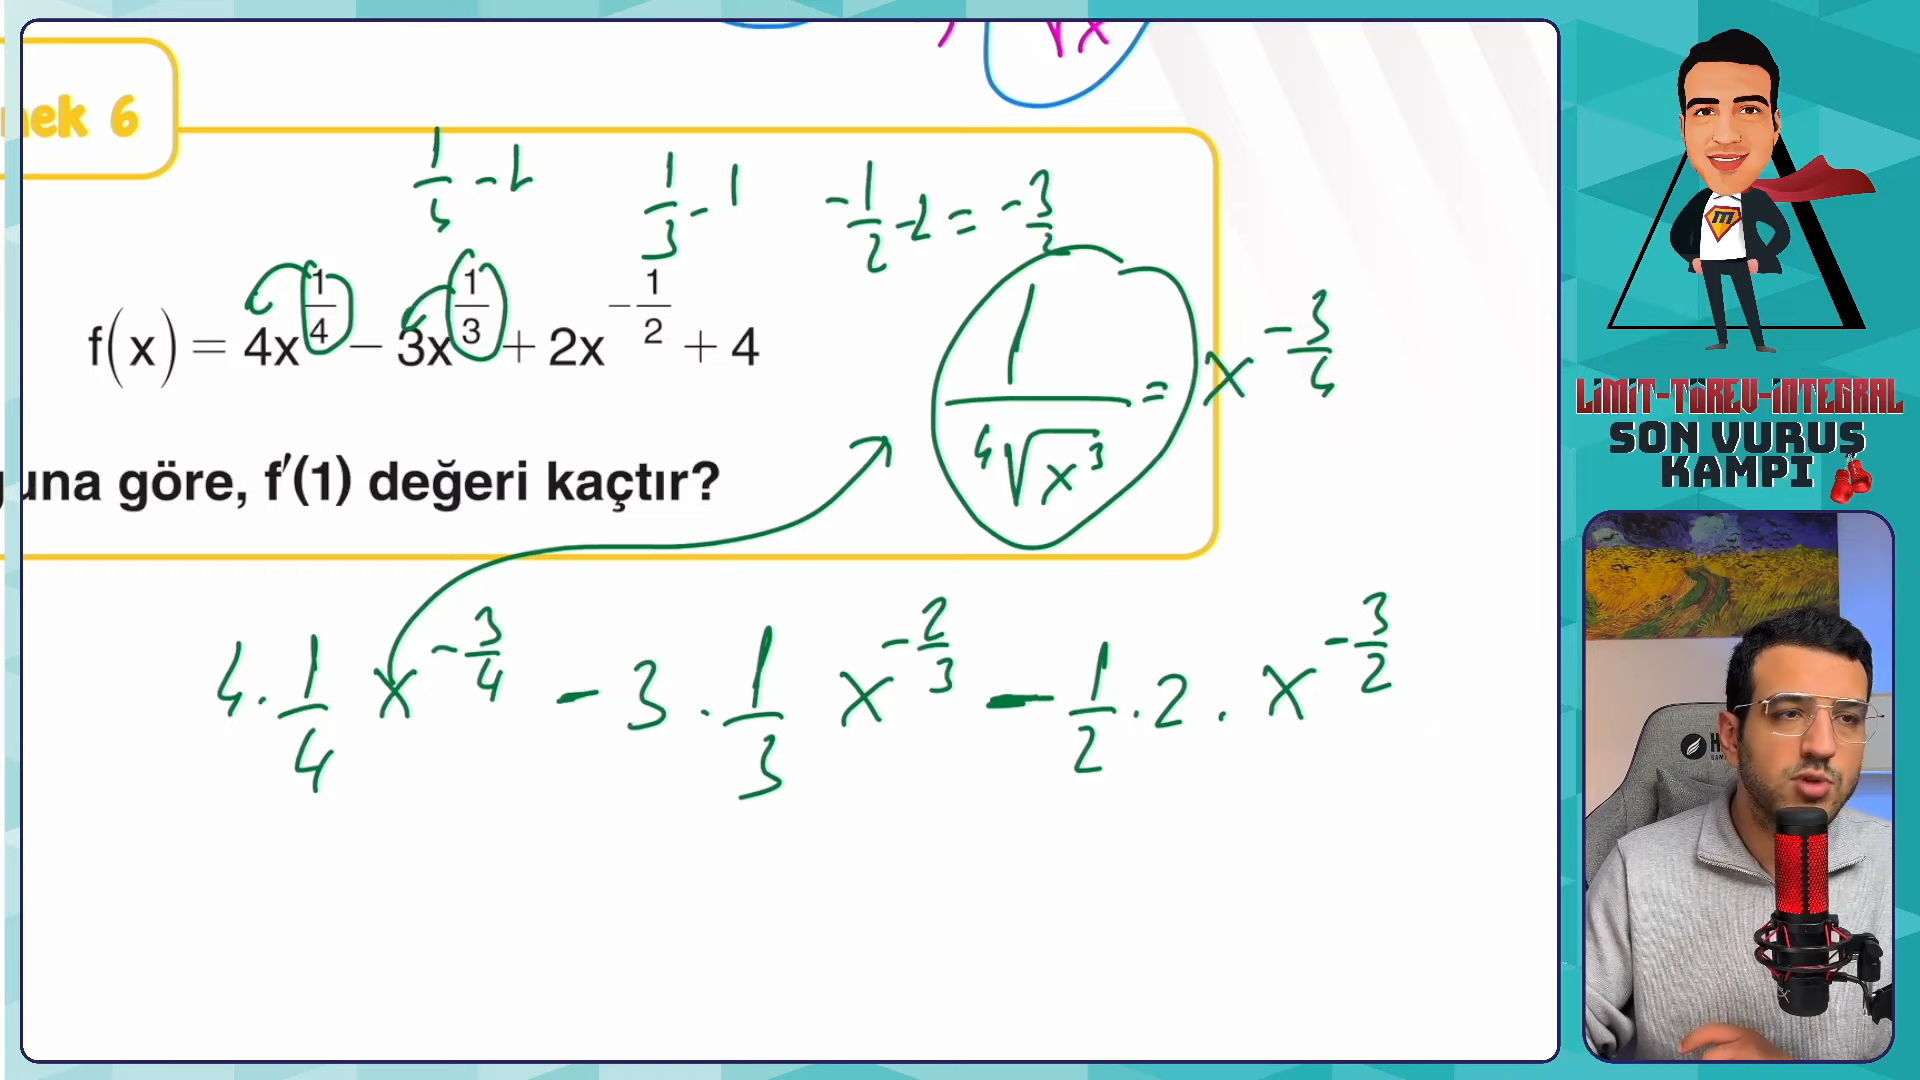 √x
nek 6
1/4 - 1
1/3 - 1
-1/2 - 1 = -3/2
f(x) = 4x^(1/4) - 3x^(1/3) + 2x^(-1/2) + 4
1/⁴√x³ = x^(-3/4)
una göre, f′(1) değeri kaçtır?
4 · 1/4 x^(-3/4) - 3 · 1/3 x^(-2/3) - 1/2 · 2 · x^(-3/2)
m
LİMİT-TÜREV-İNTEGRAL
SON VURUŞ
KAMPI